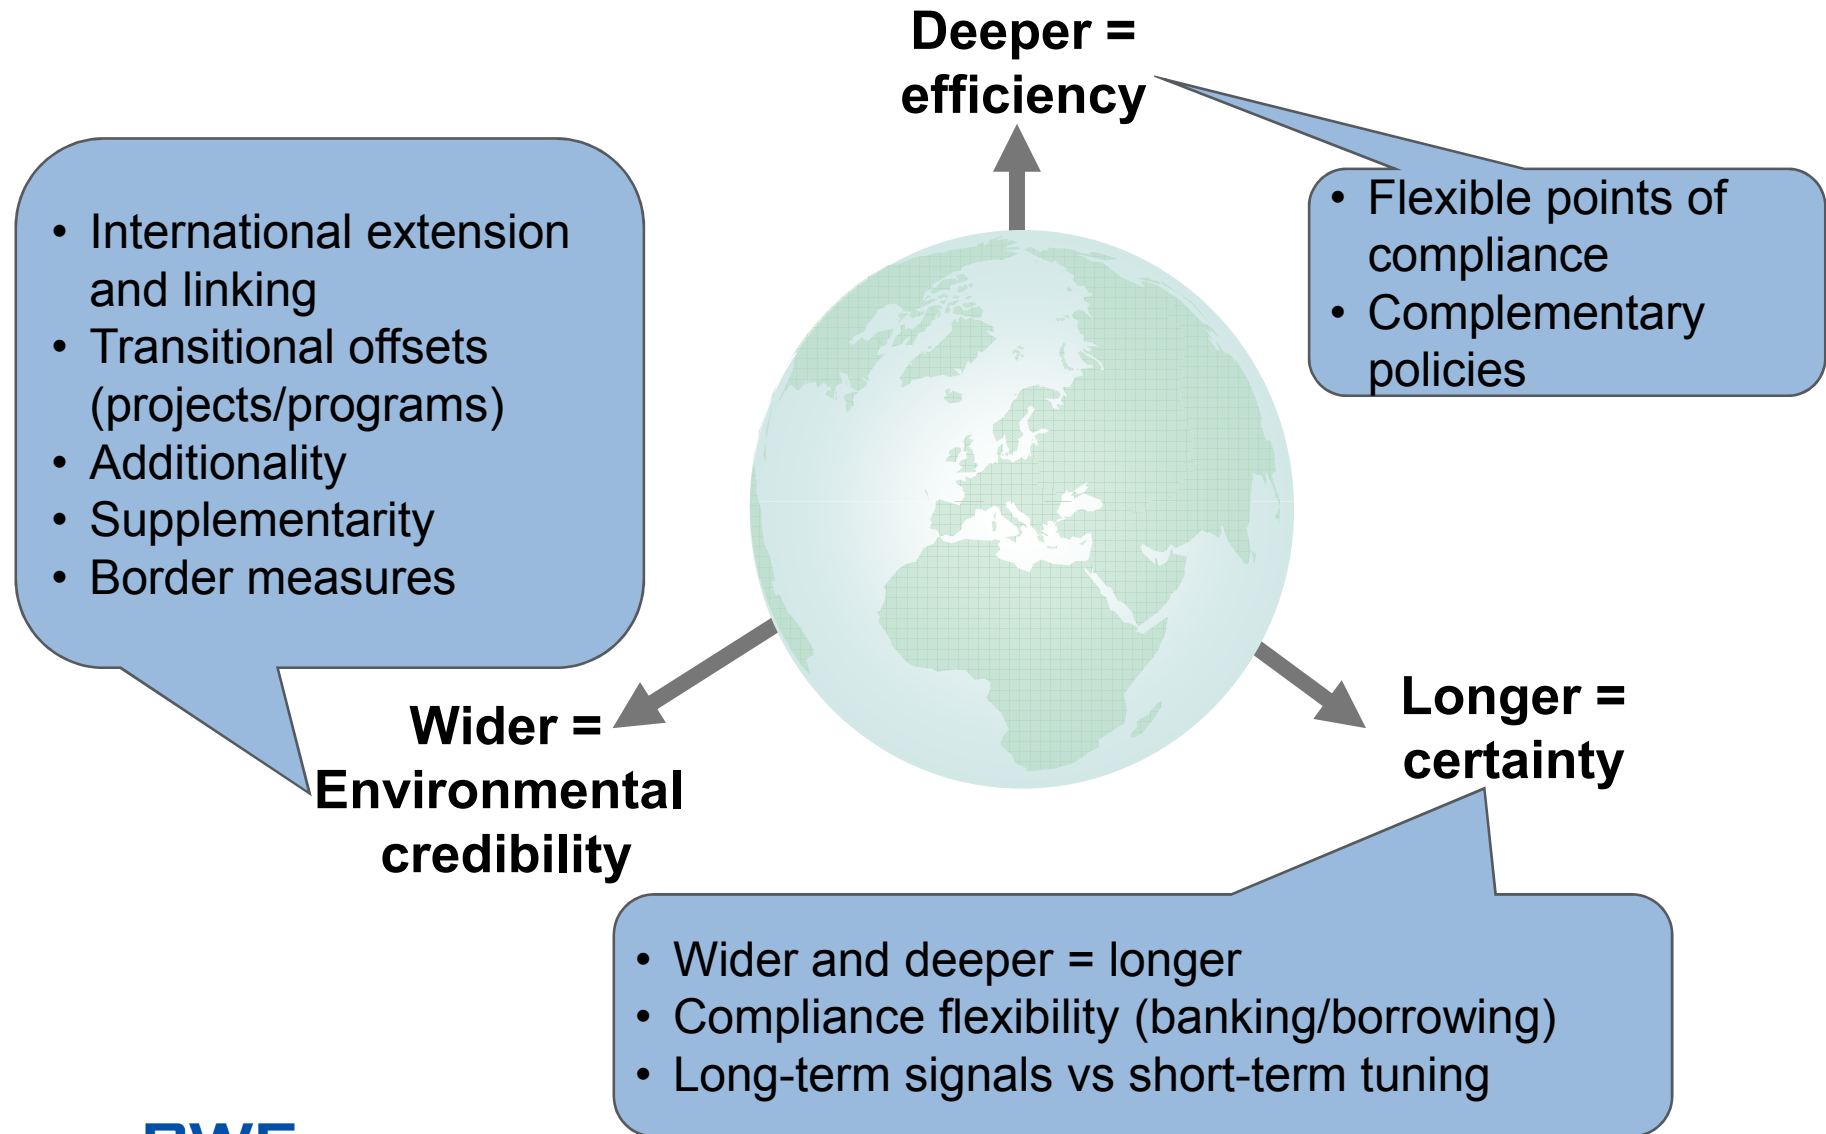 Deeper =
efficiency
• International extension
and linking
• Transitional offsets
(projects/programs)
• Additionality
• Supplementarity
• Border measures
• Flexible points of
compliance
• Complementary
policies
Wider =
Environmental
credibility
Longer =
certainty
• Wider and deeper = longer
• Compliance flexibility (banking/borrowing)
• Long-term signals vs short-term tuning